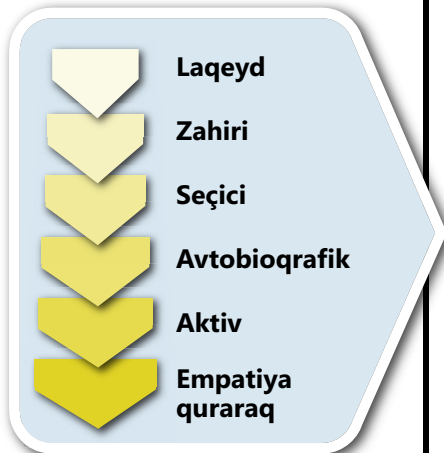 Laqeyd
Zahiri
Seçici
Avtobioqrafik
Aktiv
Empatiya
quraraq